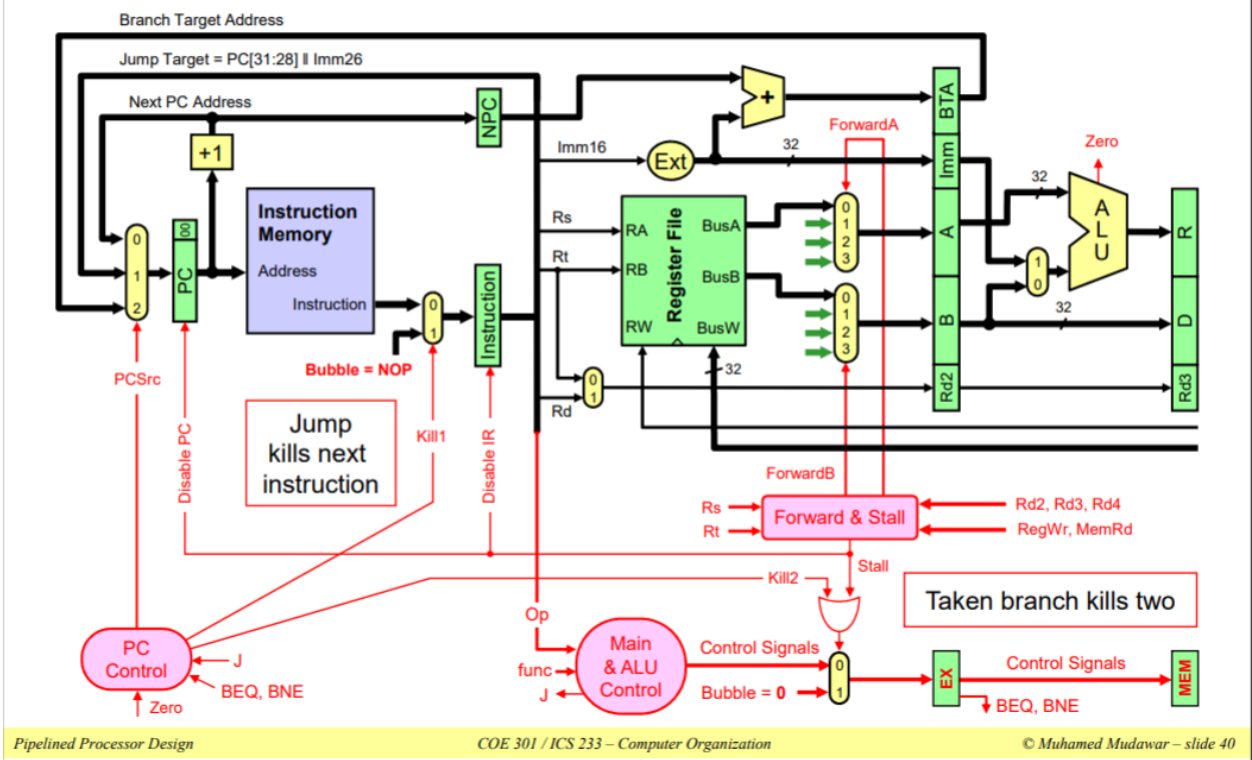 Branch Target Address
Jump Target = PC[31:28] ‖ Imm26
Next PC Address
NPC
+1
+
BTA
ForwardA
Imm16
Ext
32
Imm
Zero
32
Instruction
Memory
Address
Instruction
00
PC
0
1
2
Rs
Rt
RA
RB
RW
Register File
BusA
BusB
BusW
0
1
2
3
0
1
2
3
A
B
1
0
A
L
U
R
32
D
Instruction
0
1
Bubble = NOP
PCSrc
32
0
1
Rd
Rd2
Rd3
Jump
kills next
instruction
Kill1
Disable PC
Disable IR
ForwardB
Rs
Rt
Forward & Stall
Rd2, Rd3, Rd4
RegWr, MemRd
Stall
Kill2
Taken branch kills two
Op
PC
Control
J
BEQ, BNE
Zero
func
J
Main
& ALU
Control
Control Signals
Bubble = 0
0
1
EX
Control Signals
MEM
BEQ, BNE
Pipelined Processor Design
COE 301 / ICS 233 – Computer Organization
© Muhamed Mudawar – slide 40